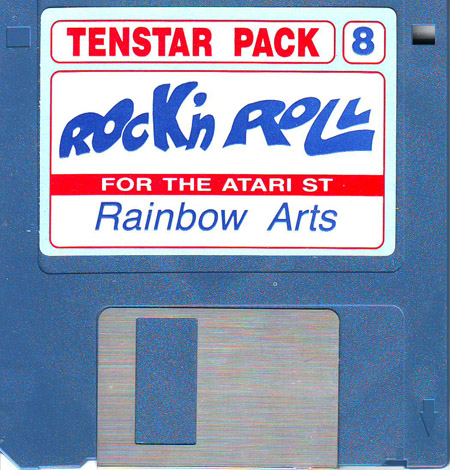 TENSTAR PACK 8
ROCK'n ROLL
FOR THE ATARI ST
Rainbow Arts